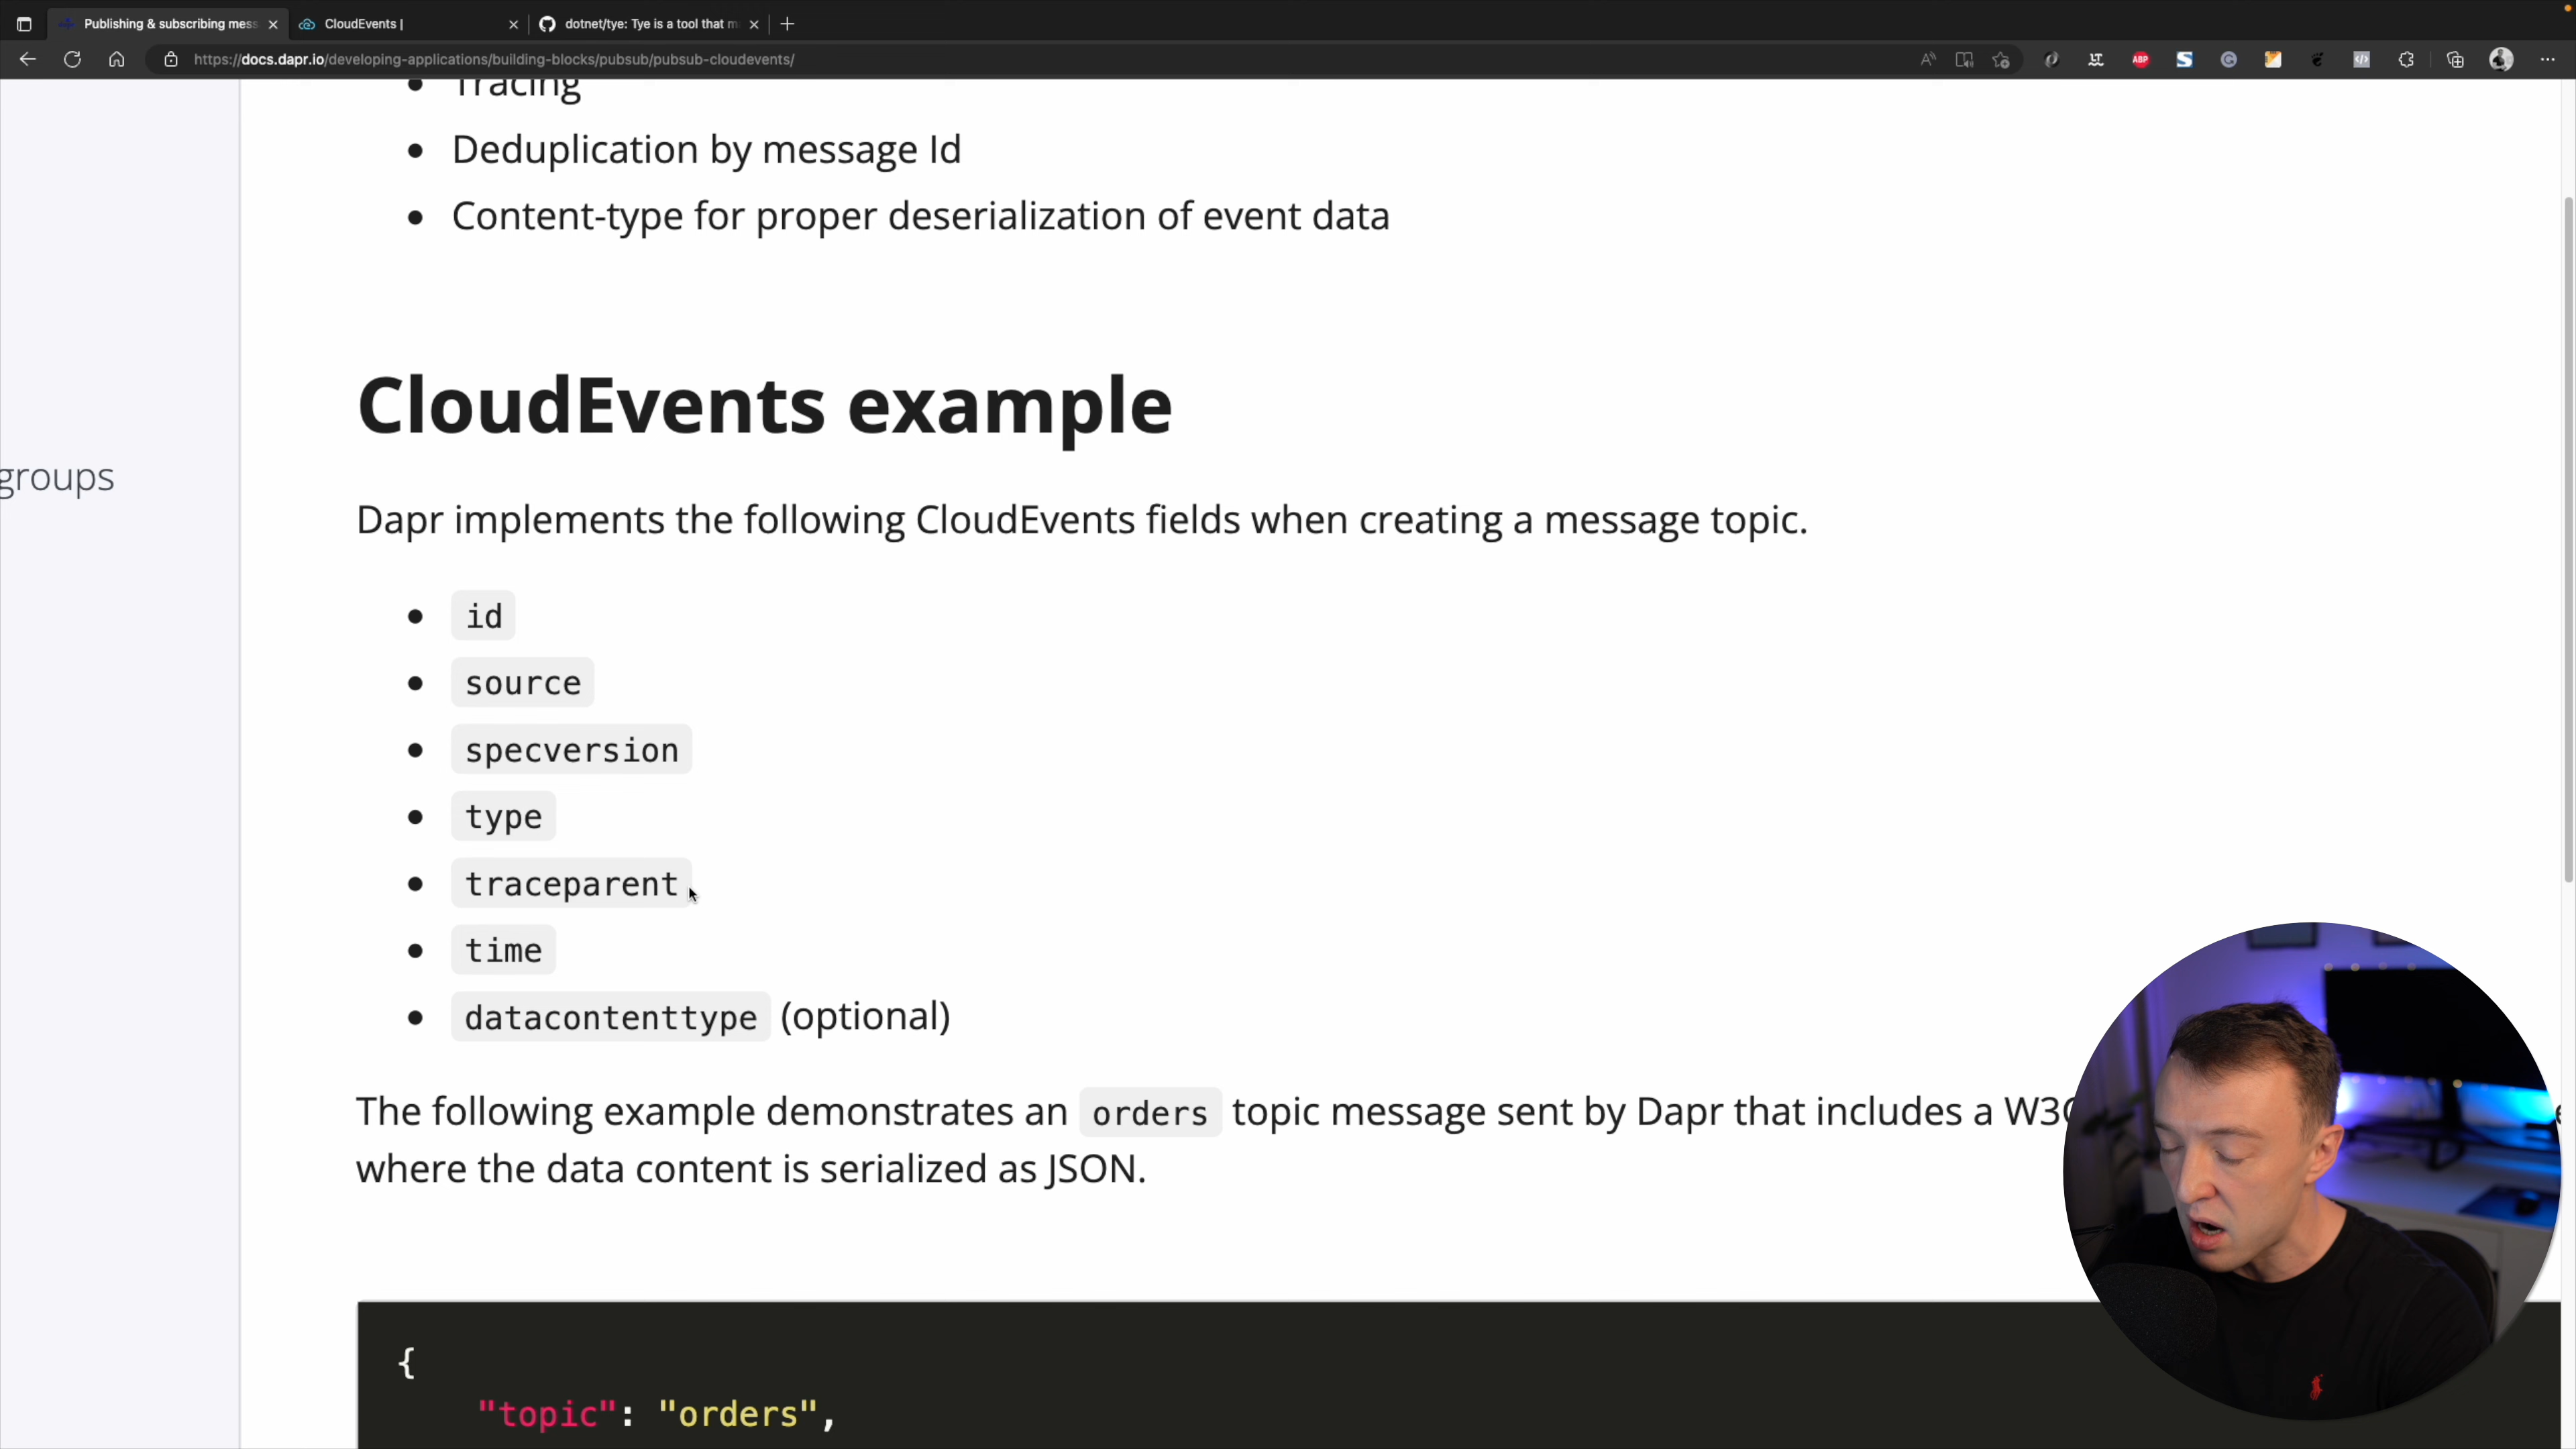 Publishing & subscribing mess
CloudEvents |
dotnet/tye: Tye is a tool that m
https://docs.dapr.io/developing-applications/building-blocks/pubsub/pubsub-cloudevents/
ABP
Tracing
Deduplication by message Id
Content-type for proper deserialization of event data
CloudEvents example
groups
Dapr implements the following CloudEvents fields when creating a message topic.
id
source
specversion
type
traceparent
time
datacontenttype (optional)
The following example demonstrates an orders topic message sent by Dapr that includes a W3C
where the data content is serialized as JSON.
{
"topic": "orders",